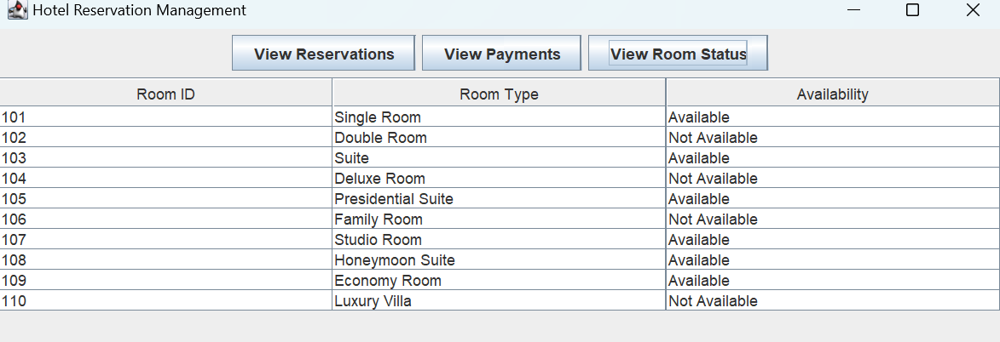 Hotel Reservation Management
View Reservations View Payments View Room Status
Room ID Room Type Availability
101 Single Room Available
102 Double Room Not Available
103 Suite Available
104 Deluxe Room Not Available
105 Presidential Suite Available
106 Family Room Not Available
107 Studio Room Available
108 Honeymoon Suite Available
109 Economy Room Available
110 Luxury Villa Not Available